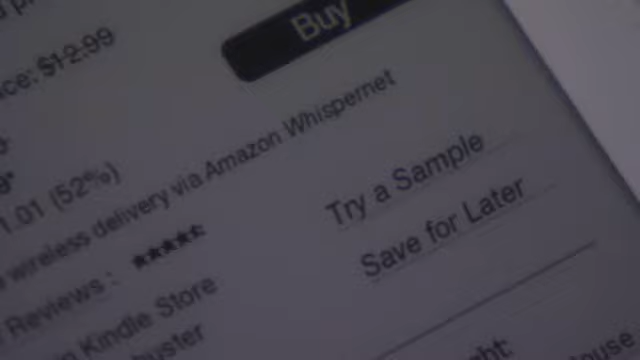 Buy
ce: $12.99
1.01 (52%)
wireless delivery via Amazon Whispernet
Try a Sample
Save for Later
Reviews:
Kindle Store